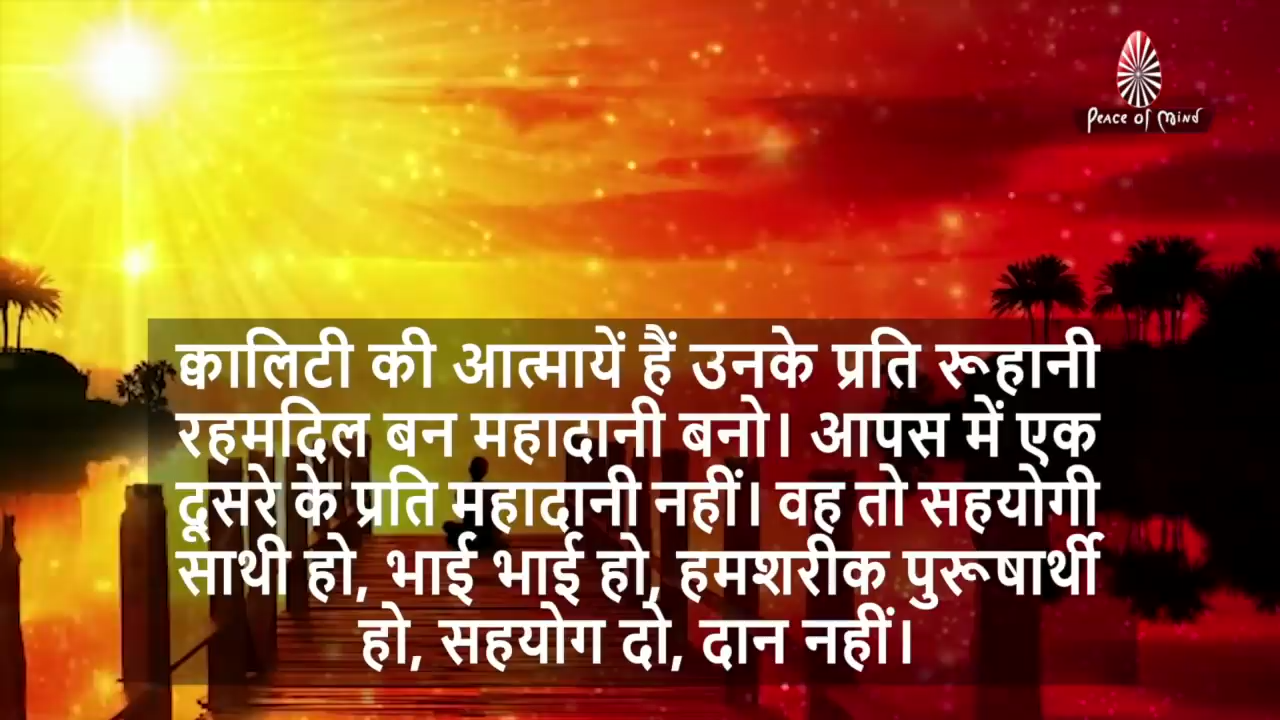 Peace of Mind
क्वालिटी की आत्मायें हैं उनके प्रति रूहानी
रहमदिल बन महादानी बनो। आपस में एक
दूसरे के प्रति महादानी नहीं। वह तो सहयोगी
साथी हो, भाई भाई हो, हमशरीक पुरूषार्थी
हो, सहयोग दो, दान नहीं।